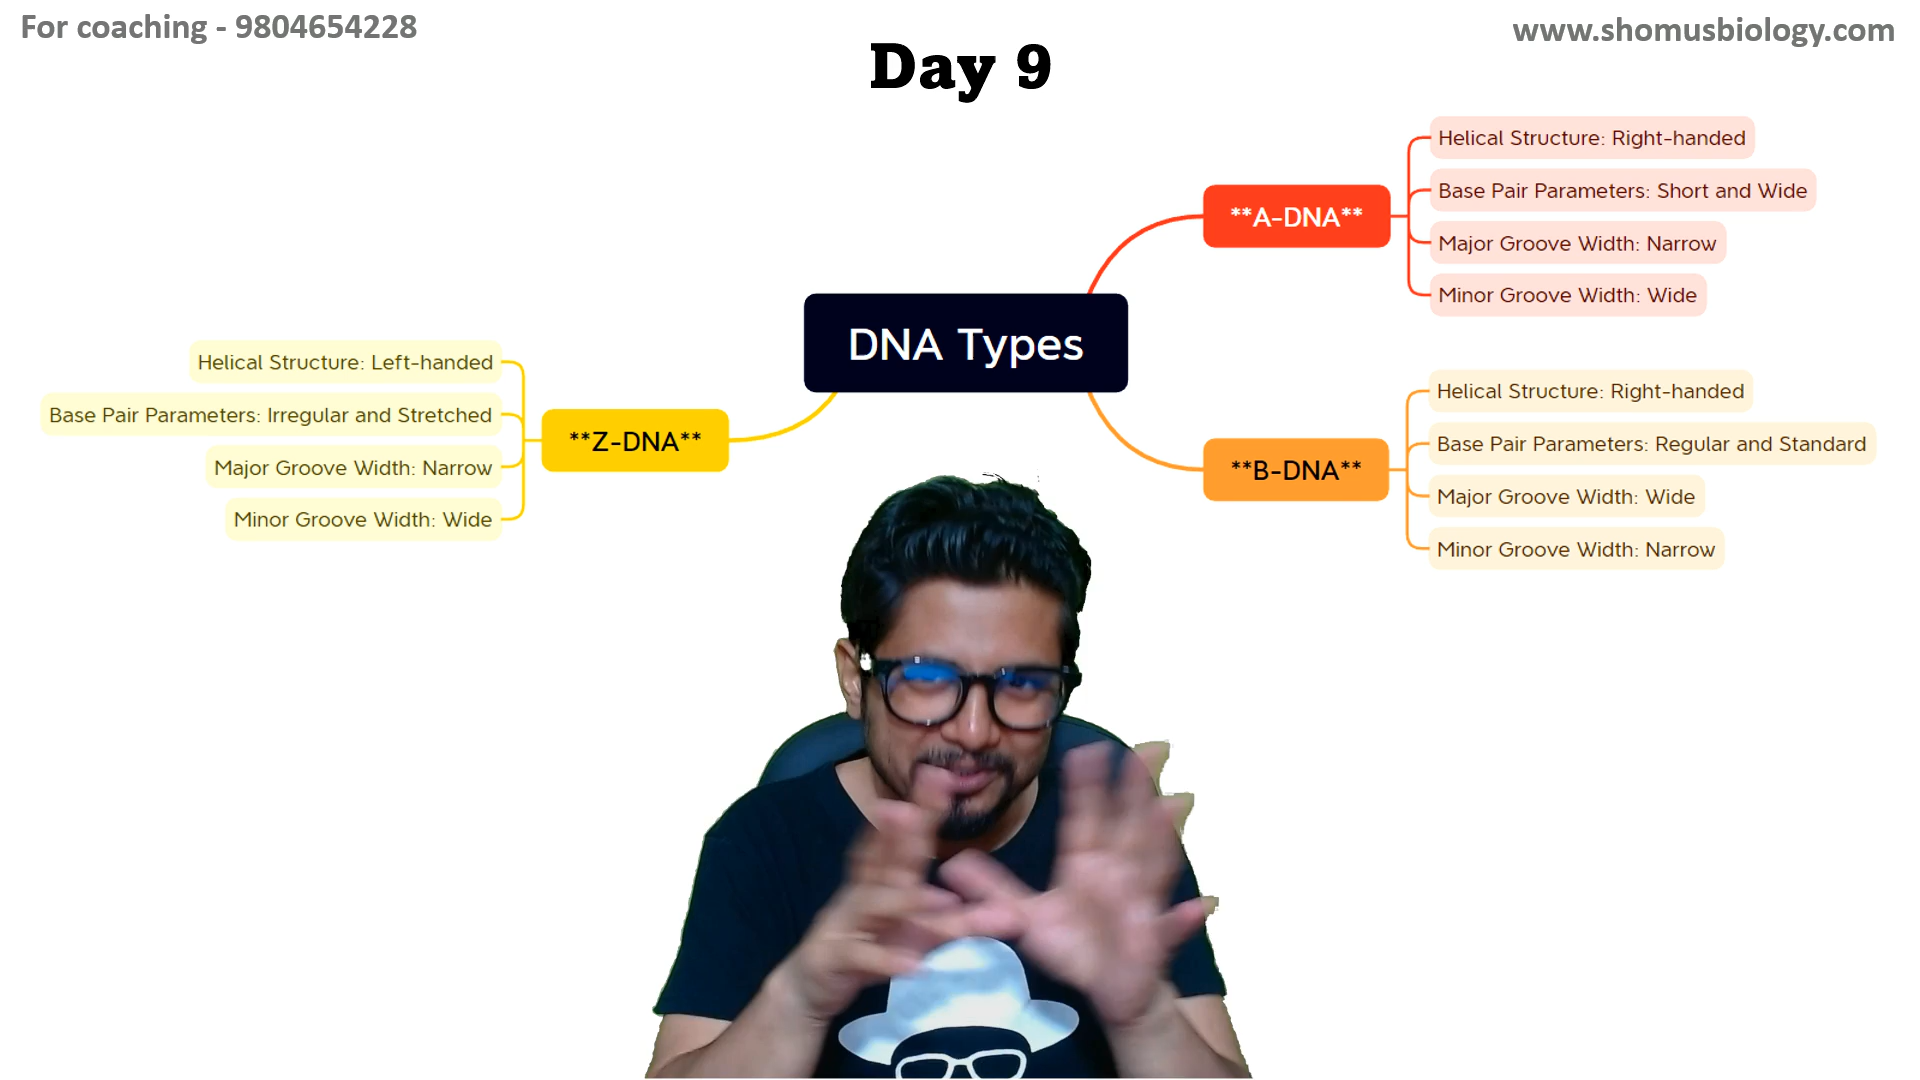 For coaching - 9804654228
www.shomusbiology.com
Day 9
DNA Types
**A-DNA**
Helical Structure: Right-handed
Base Pair Parameters: Short and Wide
Major Groove Width: Narrow
Minor Groove Width: Wide
**B-DNA**
Helical Structure: Right-handed
Base Pair Parameters: Regular and Standard
Major Groove Width: Wide
Minor Groove Width: Narrow
**Z-DNA**
Helical Structure: Left-handed
Base Pair Parameters: Irregular and Stretched
Major Groove Width: Narrow
Minor Groove Width: Wide